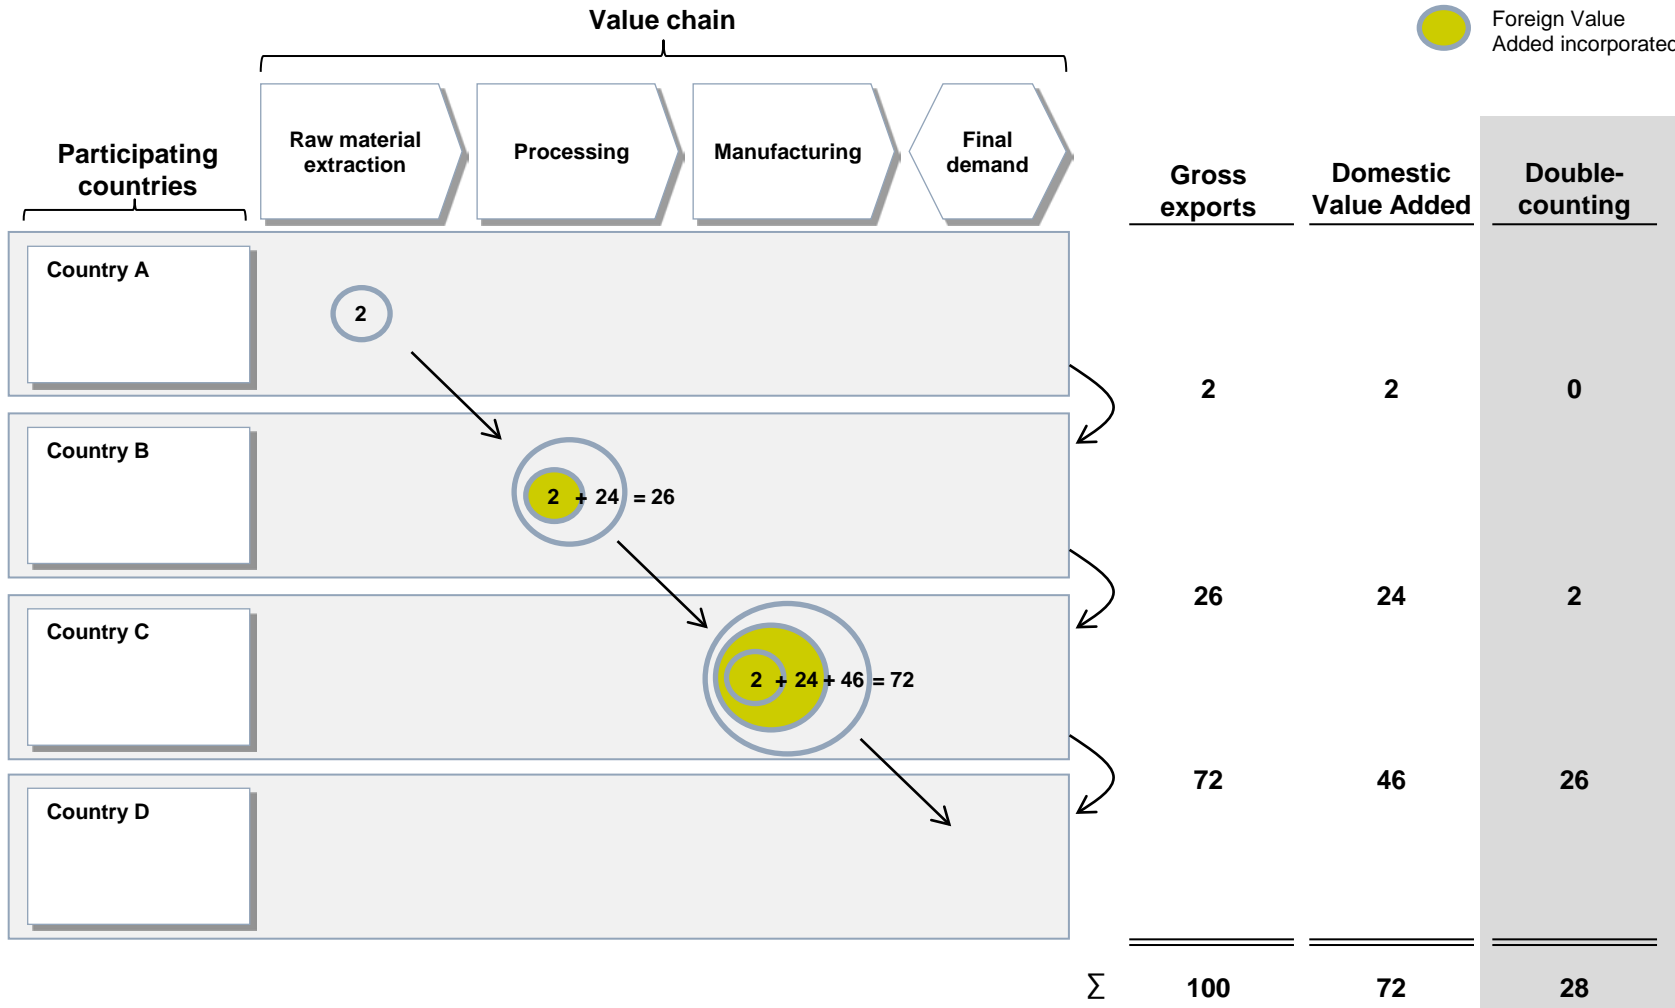 Value chain
Foreign Value
Added incorporated
Participating
countries
Raw material
extraction
Processing
Manufacturing
Final
demand
Gross
exports
Domestic
Value Added
Double-
counting
Country A
2
2 2 0
Country B
2 + 24 = 26
26 24 2
Country C
2 + 24 + 46 = 72
72 46 26
Country D
Σ 100 72 28